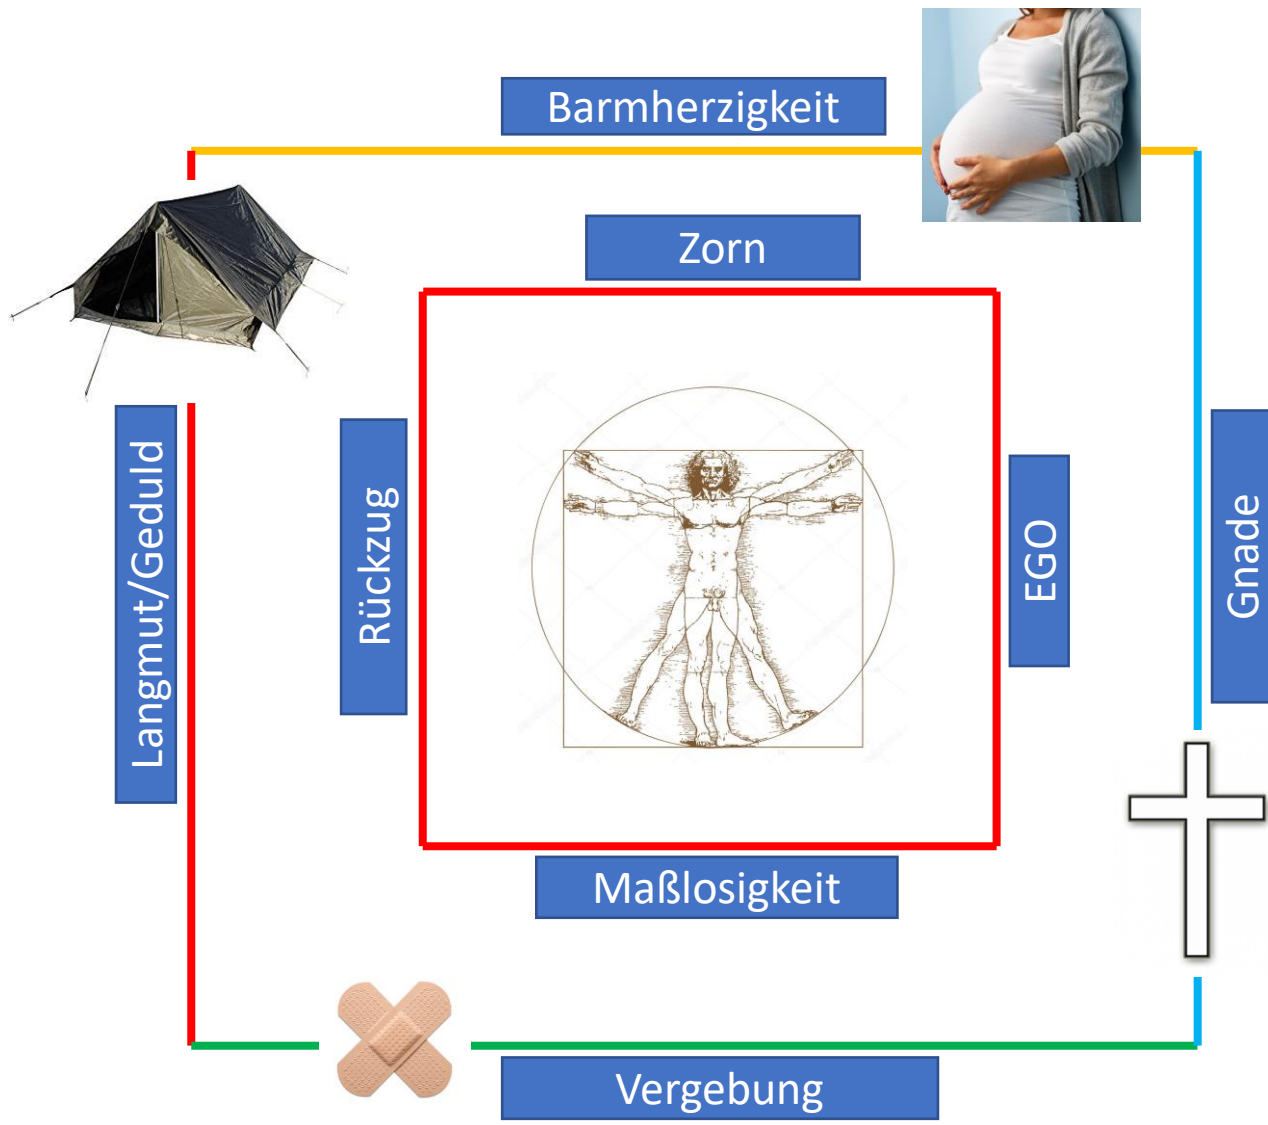 Barmherzigkeit
Zorn
Langmut/Geduld
Rückzug
EGO
Gnade
Maßlosigkeit
Vergebung